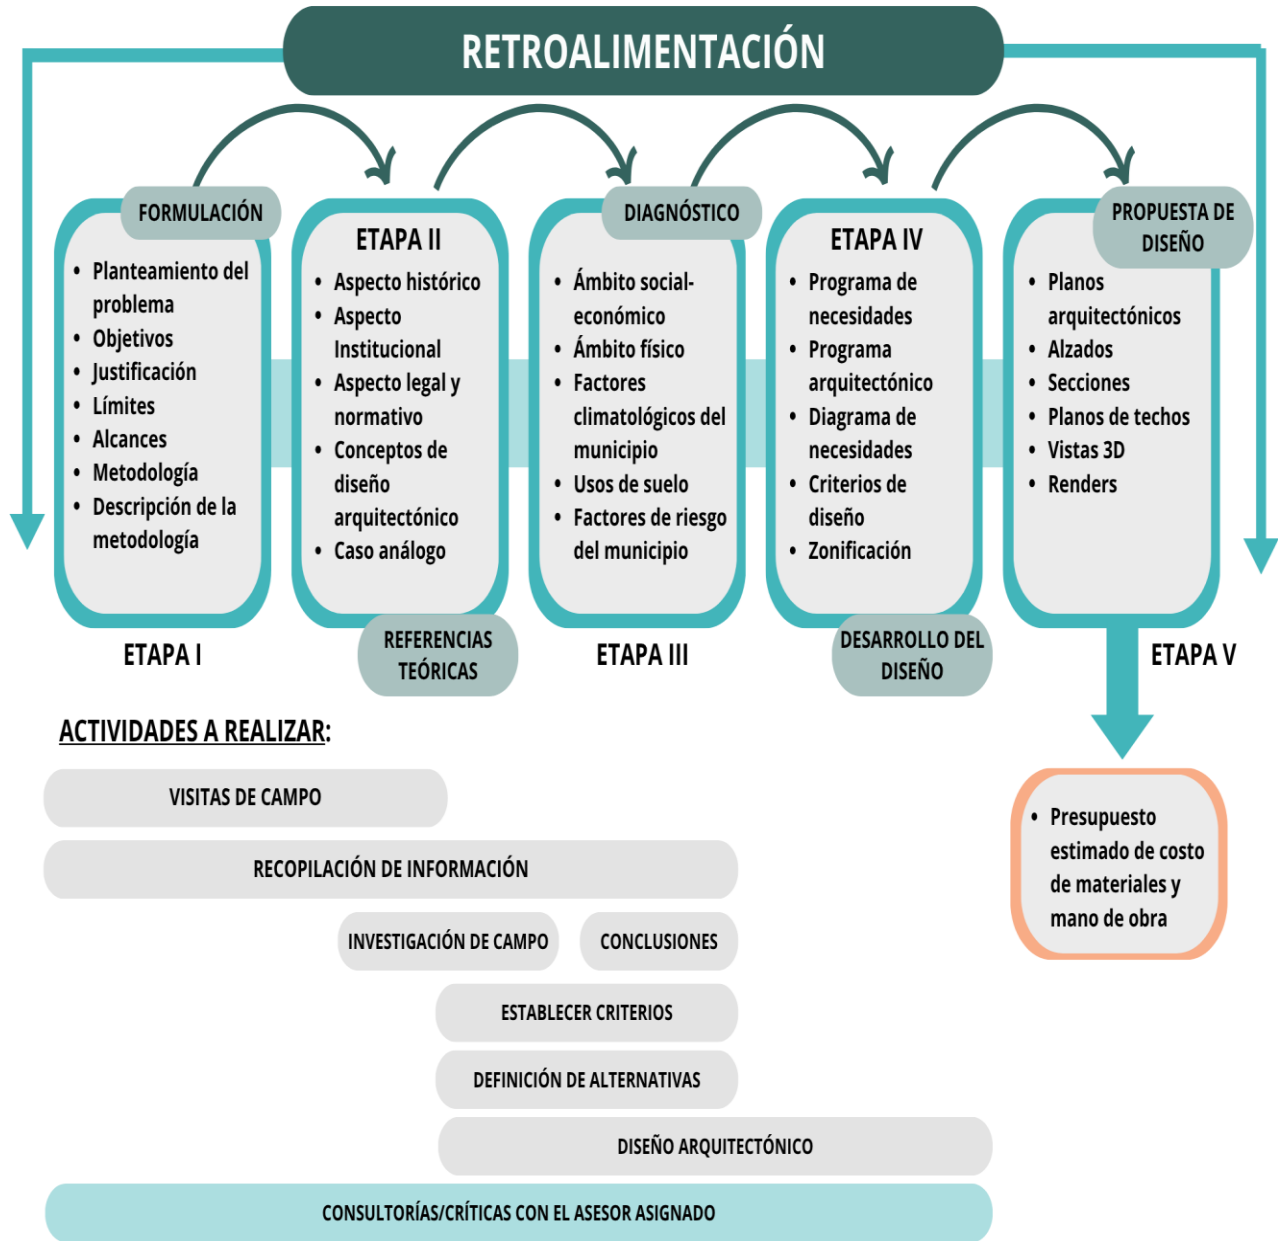 RETROALIMENTACIÓN
FORMULACIÓN
• Planteamiento del
problema
• Objetivos
• Justificación
• Límites
• Alcances
• Metodología
• Descripción de la
metodología
ETAPA I
ETAPA II
• Aspecto histórico
• Aspecto
Institucional
• Aspecto legal y
normativo
• Conceptos de
diseño
arquitectónico
• Caso análogo
REFERENCIAS
TEÓRICAS
DIAGNÓSTICO
• Ámbito social-
económico
• Ámbito físico
• Factores
climatológicos del
municipio
• Usos de suelo
• Factores de riesgo
del municipio
ETAPA III
ETAPA IV
• Programa de
necesidades
• Programa
arquitectónico
• Diagrama de
necesidades
• Criterios de
diseño
• Zonificación
DESARROLLO DEL
DISEÑO
PROPUESTA DE
DISEÑO
• Planos
arquitectónicos
• Alzados
• Secciones
• Planos de techos
• Vistas 3D
• Renders
ETAPA V
• Presupuesto
estimado de costo
de materiales y
mano de obra
ACTIVIDADES A REALIZAR:
VISITAS DE CAMPO
RECOPILACIÓN DE INFORMACIÓN
INVESTIGACIÓN DE CAMPO
CONCLUSIONES
ESTABLECER CRITERIOS
DEFINICIÓN DE ALTERNATIVAS
DISEÑO ARQUITECTÓNICO
CONSULTORÍAS/CRÍTICAS CON EL ASESOR ASIGNADO